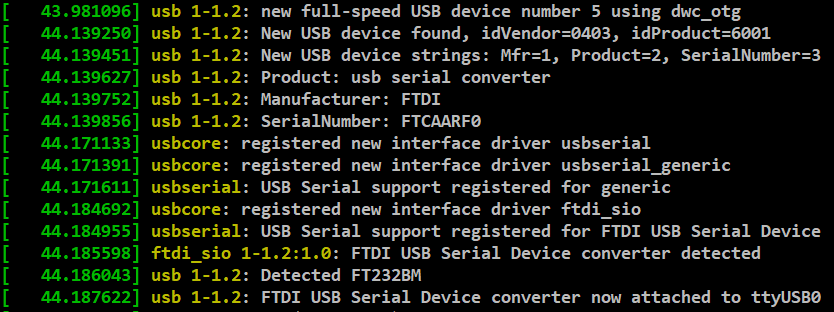 [   43.981096] usb 1-1.2: new full-speed USB device number 5 using dwc_otg
[   44.139250] usb 1-1.2: New USB device found, idVendor=0403, idProduct=6001
[   44.139451] usb 1-1.2: New USB device strings: Mfr=1, Product=2, SerialNumber=3
[   44.139627] usb 1-1.2: Product: usb serial converter
[   44.139752] usb 1-1.2: Manufacturer: FTDI
[   44.139856] usb 1-1.2: SerialNumber: FTCAARF0
[   44.171133] usbcore: registered new interface driver usbserial
[   44.171391] usbcore: registered new interface driver usbserial_generic
[   44.171611] usbserial: USB Serial support registered for generic
[   44.184692] usbcore: registered new interface driver ftdi_sio
[   44.184955] usbserial: USB Serial support registered for FTDI USB Serial Device
[   44.185598] ftdi_sio 1-1.2:1.0: FTDI USB Serial Device converter detected
[   44.186043] usb 1-1.2: Detected FT232BM
[   44.187622] usb 1-1.2: FTDI USB Serial Device converter now attached to ttyUSB0